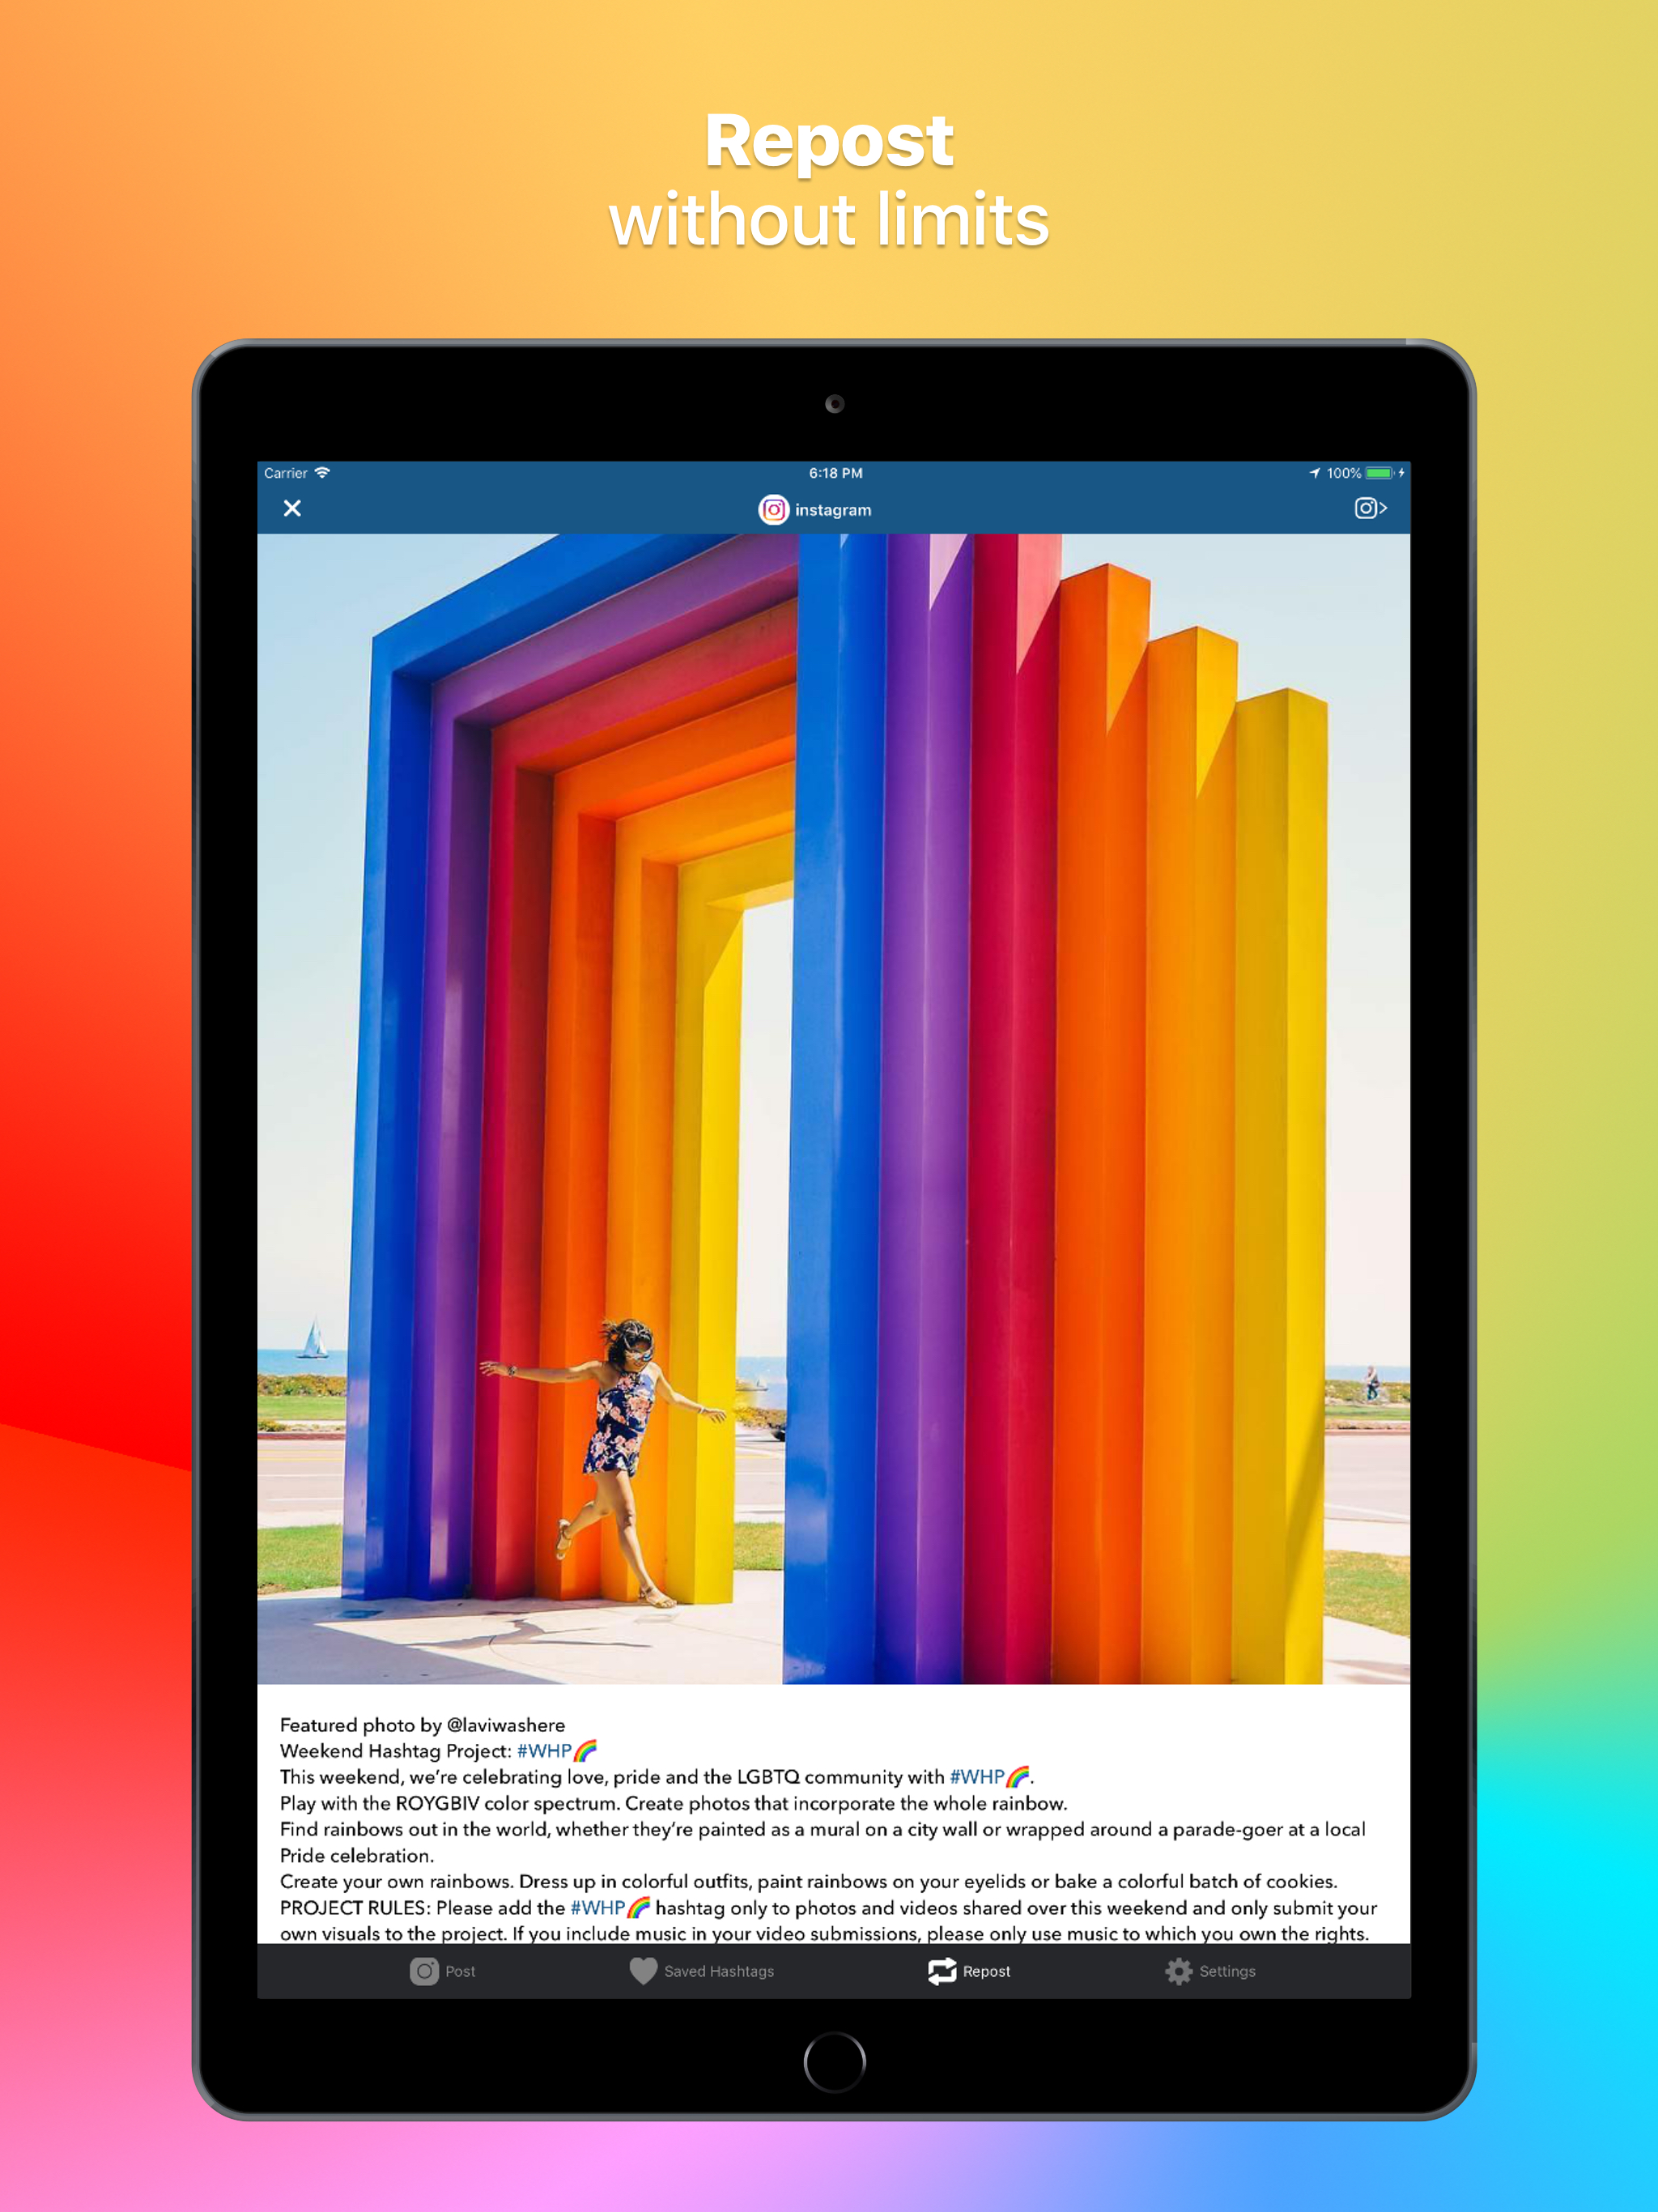 Repost
without limits
Carrier 6:18 PM 100%
instagram
Featured photo by @laviwashere
Weekend Hashtag Project: #WHP🌈
This weekend, we're celebrating love, pride and the LGBTQ community with #WHP🌈.
Play with the ROYGBIV color spectrum. Create photos that incorporate the whole rainbow.
Find rainbows out in the world, whether they're painted as a mural on a city wall or wrapped around a parade-goer at a local
Pride celebration.
Create your own rainbows. Dress up in colorful outfits, paint rainbows on your eyelids or bake a colorful batch of cookies.
PROJECT RULES: Please add the #WHP🌈 hashtag only to photos and videos shared over this weekend and only submit your
own visuals to the project. If you include music in your video submissions, please only use music to which you own the rights.
Post Saved Hashtags Repost Settings